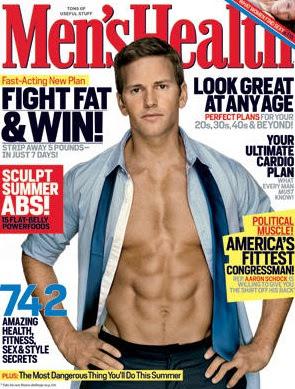 TONS OF
USEFUL STUFF
Men'sHealth
Fast-Acting New Plan
FIGHT FAT
& WIN!
STRIP AWAY 5 POUNDS—
IN JUST 7 DAYS!
LOOK GREAT
AT ANY AGE
PERFECT PLANS FOR YOUR
20s, 30s, 40s & BEYOND!
YOUR
ULTIMATE
CARDIO
PLAN
WHAT
EVERY MAN
MUST
KNOW!
SCULPT
SUMMER
ABS!
15 FLAT-BELLY
POWERFOODS
POLITICAL
MUSCLE!
AMERICA'S
FITTEST
CONGRESSMAN!
REP. AARON SCHOCK IS
WILLING TO GIVE YOU
THE SHIRT OFF HIS BACK!
742
AMAZING
HEALTH,
FITNESS,
SEX & STYLE
SECRETS
PLUS: The Most Dangerous Thing You'll Do This Summer